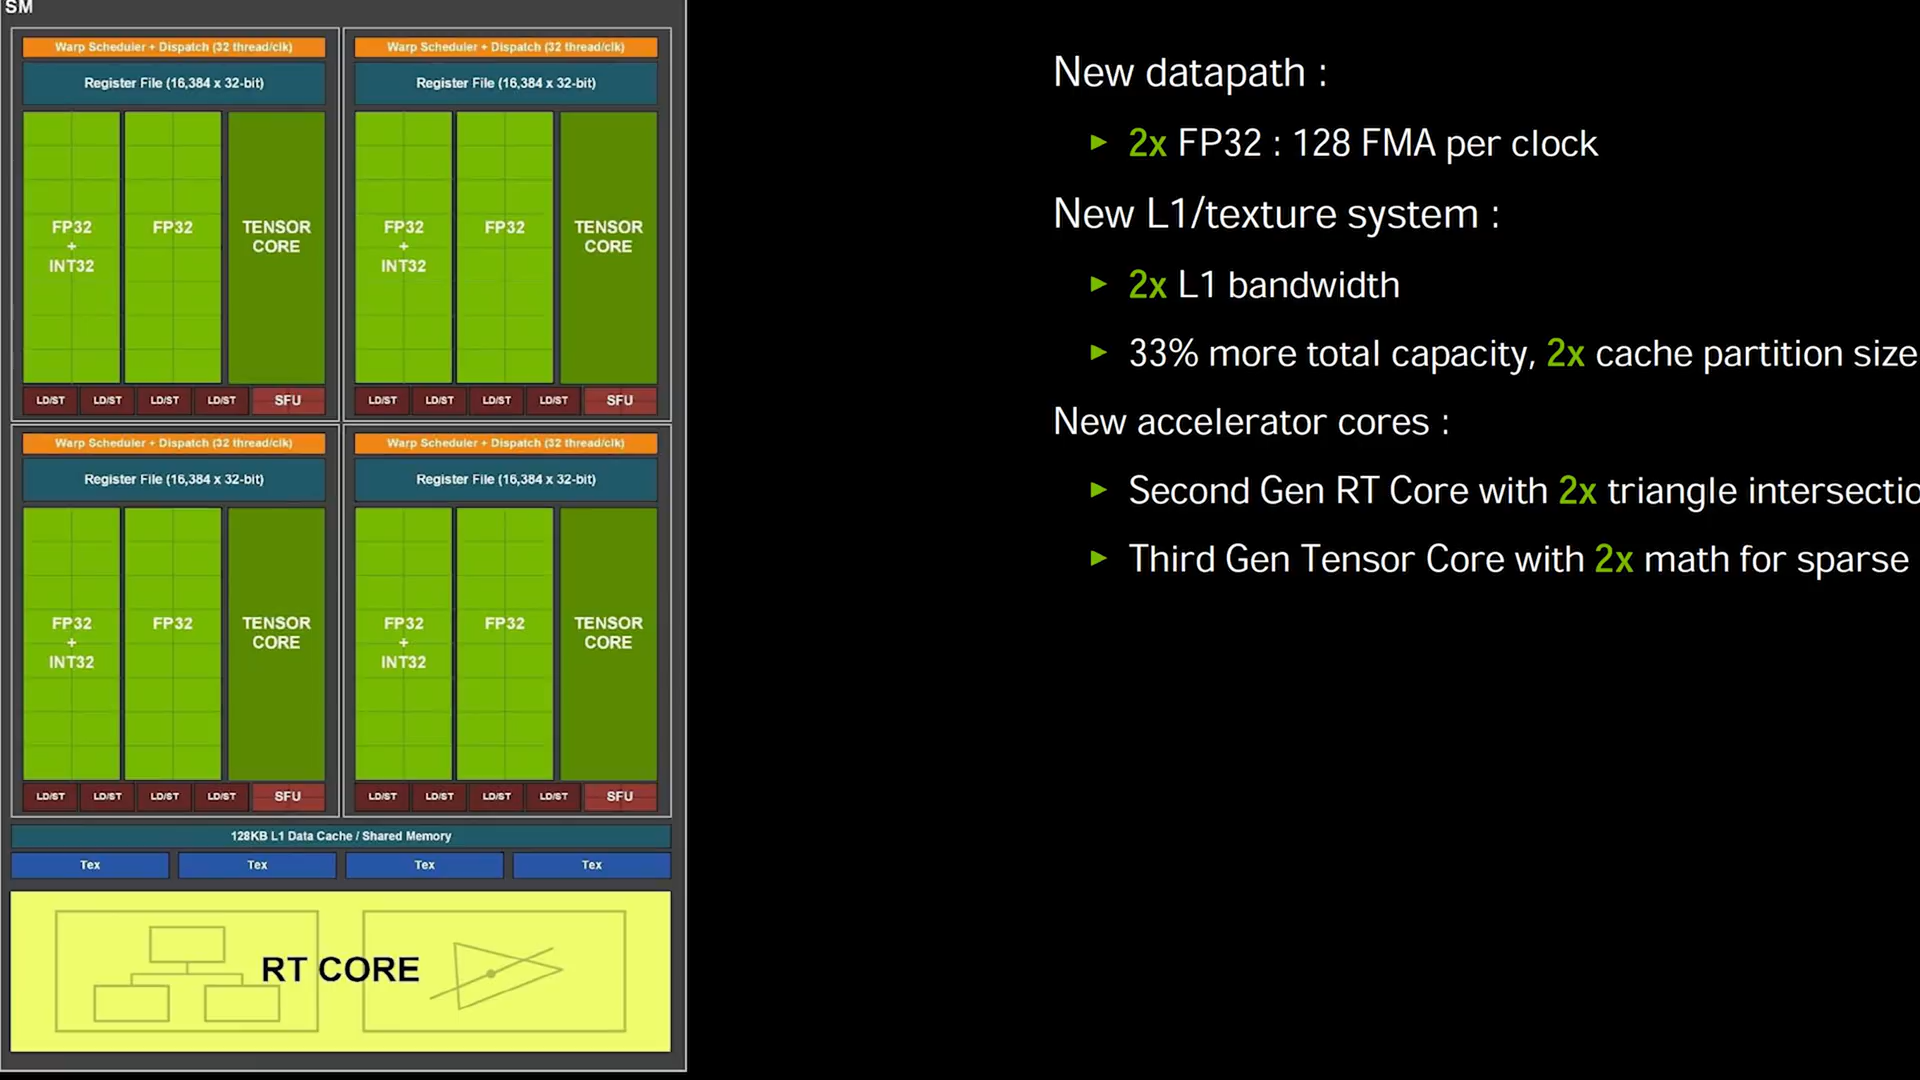 SM
Warp Scheduler + Dispatch (32 thread/clk)
Register File (16,384 x 32-bit)
FP32
+
INT32
FP32
TENSOR
CORE
LD/ST LD/ST LD/ST LD/ST SFU
Warp Scheduler + Dispatch (32 thread/clk)
Register File (16,384 x 32-bit)
FP32
+
INT32
FP32
TENSOR
CORE
LD/ST LD/ST LD/ST LD/ST SFU
Warp Scheduler + Dispatch (32 thread/clk)
Register File (16,384 x 32-bit)
FP32
+
INT32
FP32
TENSOR
CORE
LD/ST LD/ST LD/ST LD/ST SFU
Warp Scheduler + Dispatch (32 thread/clk)
Register File (16,384 x 32-bit)
FP32
+
INT32
FP32
TENSOR
CORE
LD/ST LD/ST LD/ST LD/ST SFU
128KB L1 Data Cache / Shared Memory
Tex Tex Tex Tex
RT CORE
New datapath :
2x FP32 : 128 FMA per clock
New L1/texture system :
2x L1 bandwidth
33% more total capacity, 2x cache partition size
New accelerator cores :
Second Gen RT Core with 2x triangle intersectio
Third Gen Tensor Core with 2x math for sparse